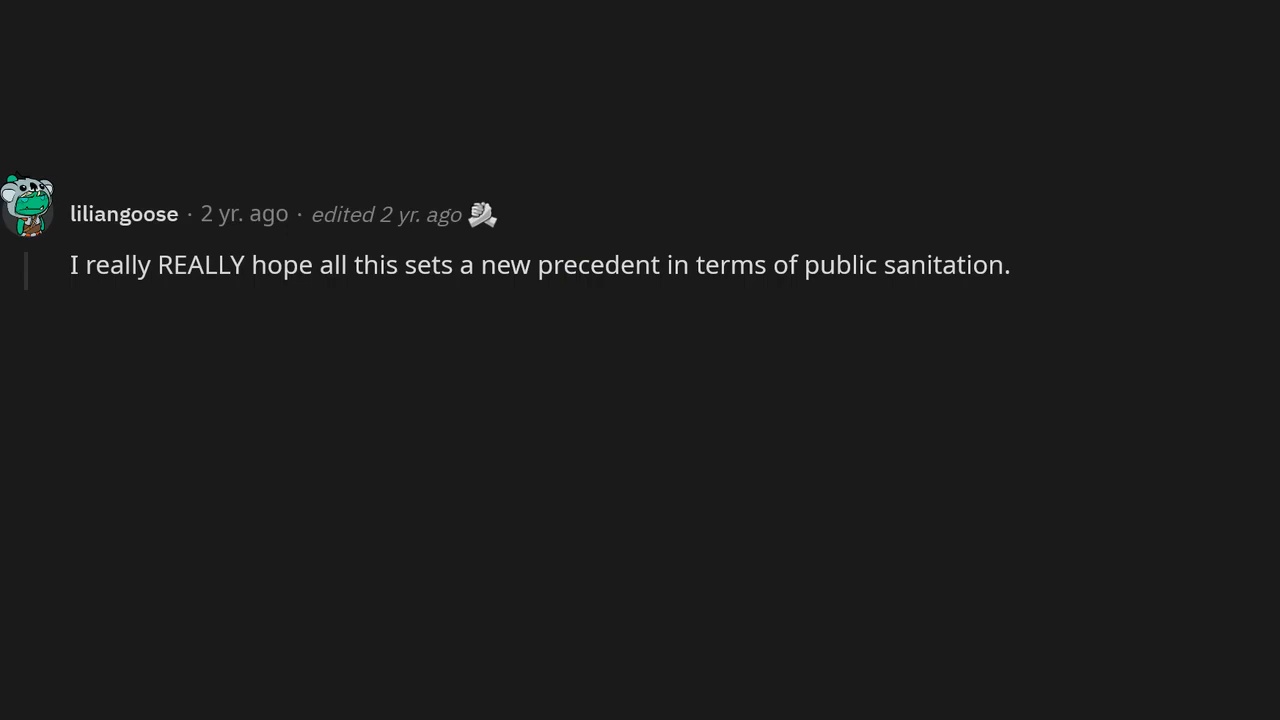 liliangoose · 2 yr. ago · edited 2 yr. ago
I really REALLY hope all this sets a new precedent in terms of public sanitation.